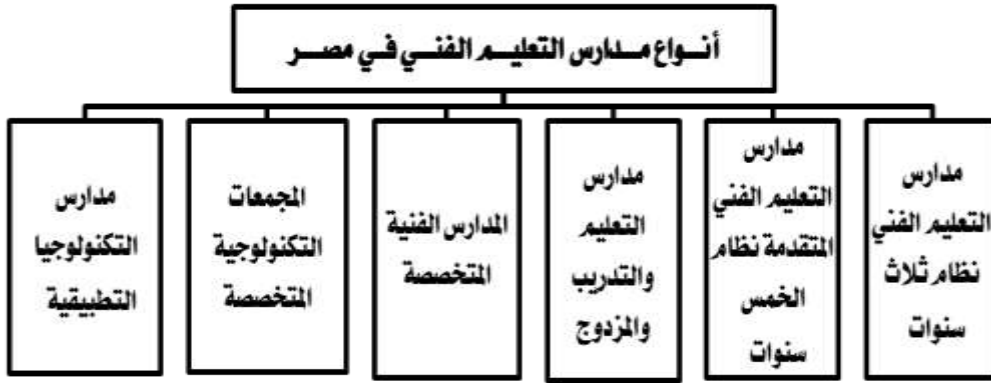 أنواع مدارس التعليم الفني في مصر
مدارس
التعليم الفني
نظام ثلاث
سنوات
مدارس
التعليم الفني
المتقدمة نظام
الخمس
سنوات
مدارس
التعليم
والتدريب
والمزدوج
المدارس الفنية
المتخصصة
المجمعات
التكنولوجية
المتخصصة
مدارس
التكنولوجيا
التطبيقية